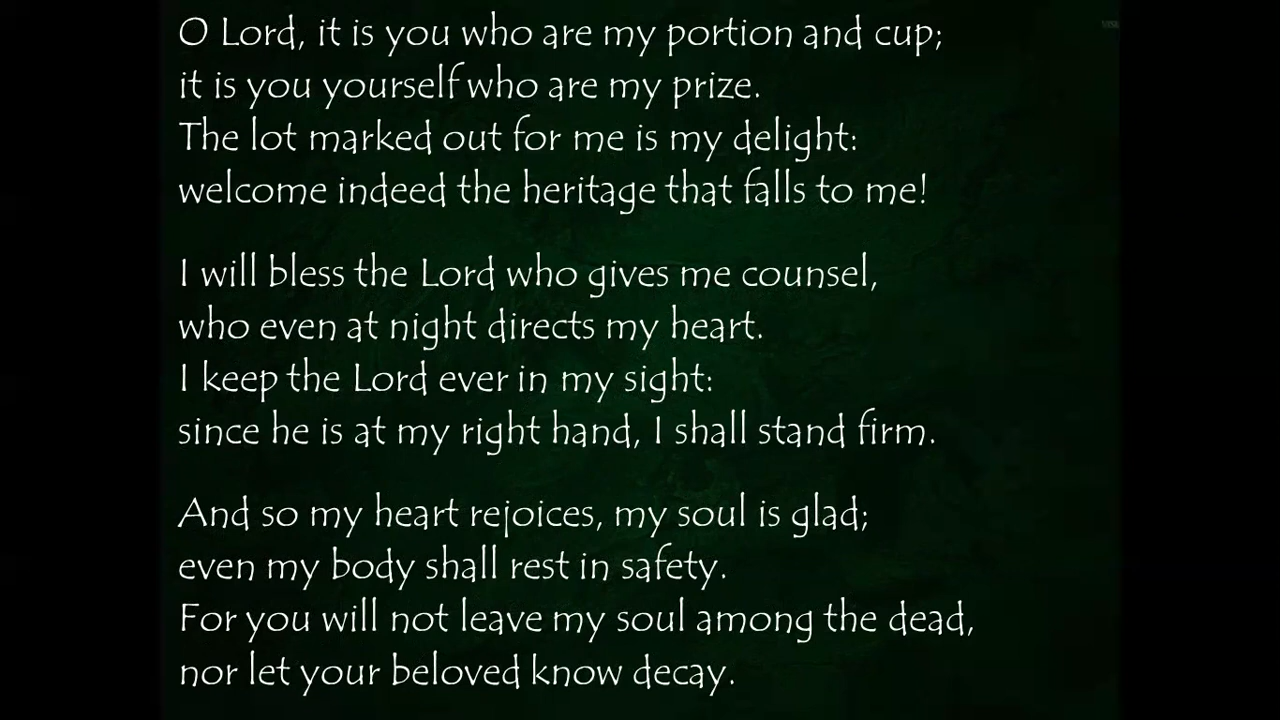 O Lord, it is you who are my portion and cup;
it is you yourself who are my prize.
The lot marked out for me is my delight:
welcome indeed the heritage that falls to me!
I will bless the Lord who gives me counsel,
who even at night directs my heart.
I keep the Lord ever in my sight:
since he is at my right hand, I shall stand firm.
And so my heart rejoices, my soul is glad;
even my body shall rest in safety.
For you will not leave my soul among the dead,
nor let your beloved know decay.